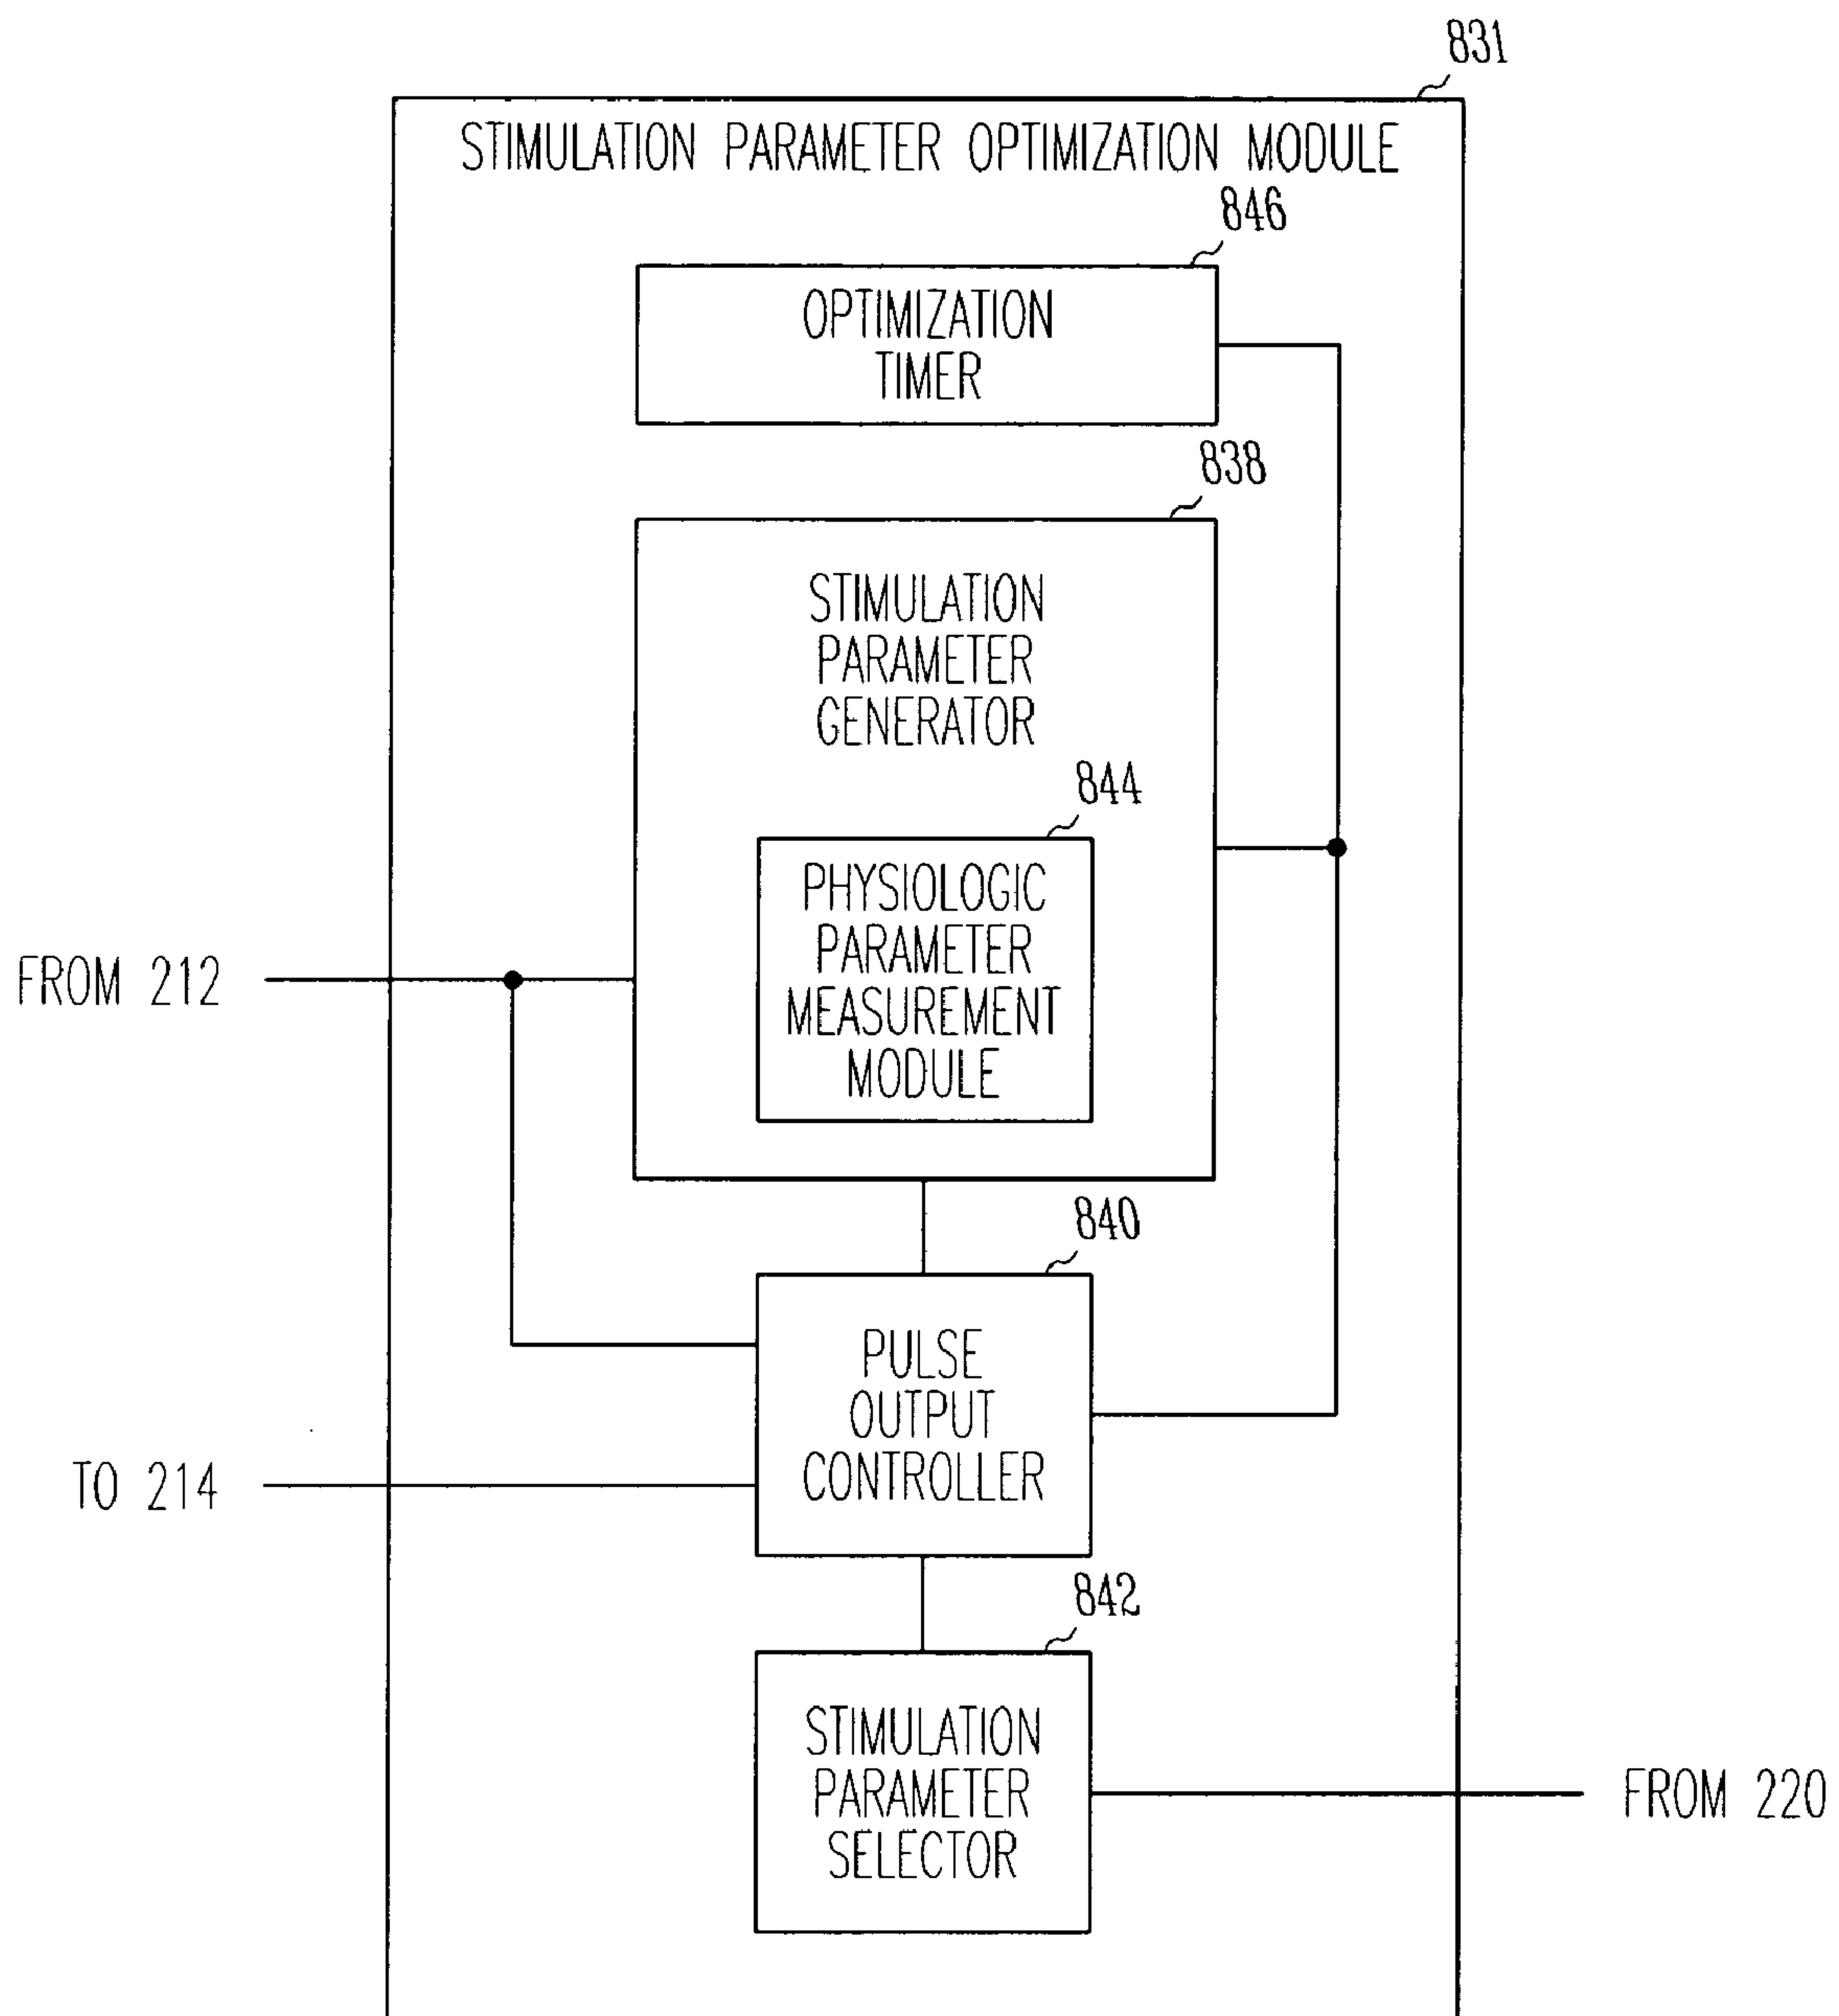 831
STIMULATION PARAMETER OPTIMIZATION MODULE
846
OPTIMIZATION
TIMER
838
STIMULATION
PARAMETER
GENERATOR
844
PHYSIOLOGIC
PARAMETER
MEASUREMENT
MODULE
FROM 212
840
PULSE
OUTPUT
CONTROLLER
TO 214
842
STIMULATION
PARAMETER
SELECTOR
FROM 220